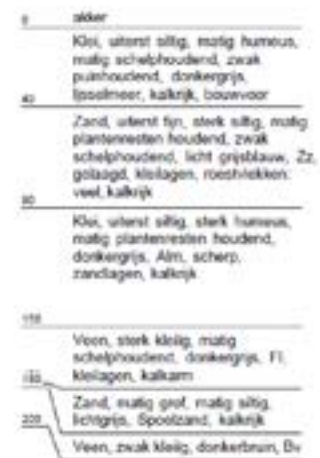 0 akker
Klei, uiterst siltig, matig humeus,
matig schelphoudend, zwak
puinhoudend, donkergrijs,
Ijsselmeer, kalkrijk, bouwvoor
40
Zand, uiterst fijn, sterk siltig, matig
plantenresten houdend, zwak
schelphoudend, licht grijsblauw, Zz,
gelaagd, kleilagen, roestvlekken:
veel, kalkrijk
Klei, uiterst siltig, sterk humeus,
matig plantenresten houdend,
donkergrijs, Alm, scherp,
zandlagen, kalkrijk
Veen, sterk kleiig, matig
schelphoudend, donkergrijs, Fl,
kleilagen, kalkarm
Zand, matig grof, matig siltig,
lichtgrijs, Spoelzand, kalkrijk
200
Veen, zwak kleiig, donkerbruin, Bv